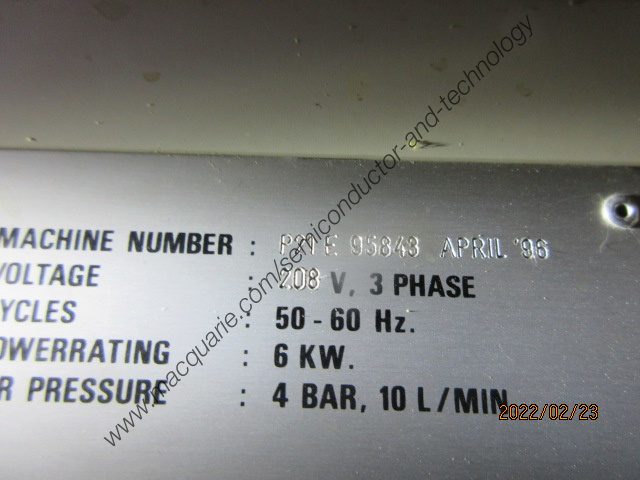 MACHINE NUMBER : E 95843 APRIL '96
VOLTAGE : 208 V, 3 PHASE
YCLES : 50-60 Hz.
OWERRATING : 6 KW.
R PRESSURE : 4 BAR, 10 L/MIN
2022/02/23
www.macquarie.com/semiconductor-and-technology